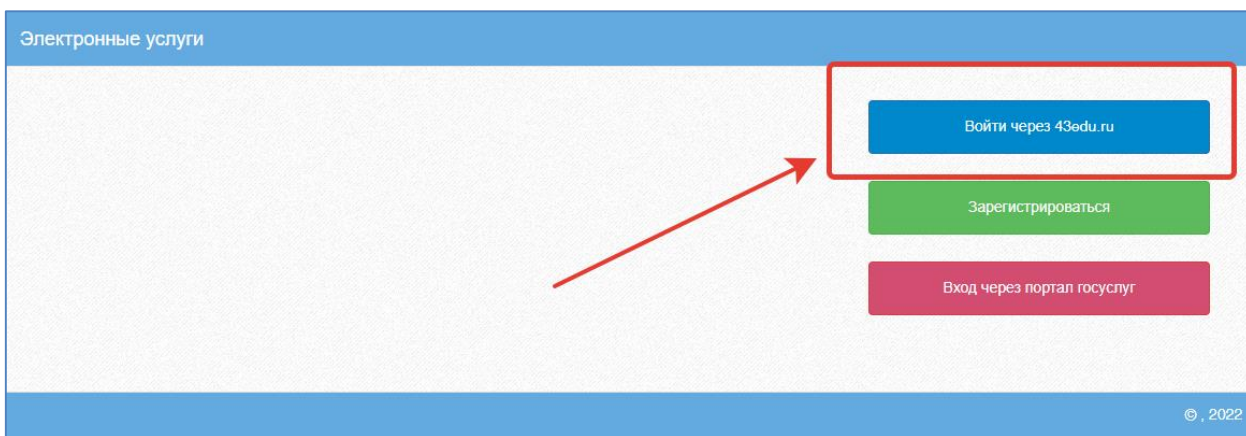 Электронные услуги
Войти через 43edu.ru
Зарегистрироваться
Вход через портал госуслуг
© , 2022